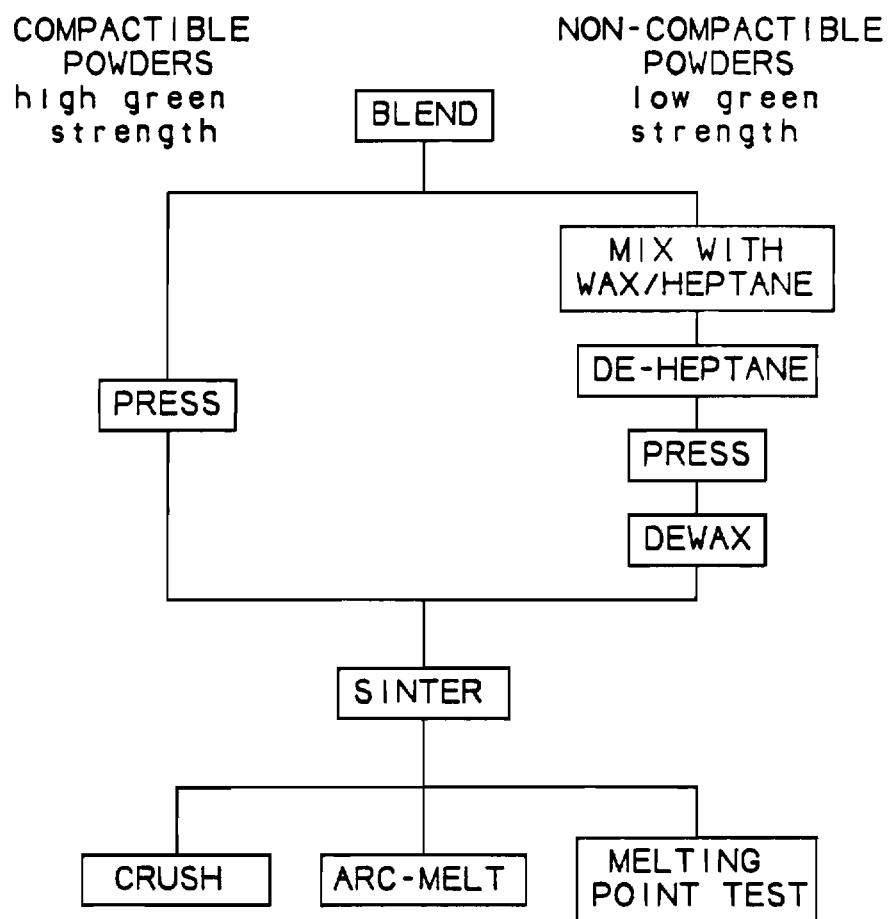 COMPACTIBLE
POWDERS
high green
strength
NON-COMPACTIBLE
POWDERS
low green
strength
BLEND
MIX WITH
WAX/HEPTANE
DE-HEPTANE
PRESS
PRESS
DEWAX
SINTER
CRUSH
ARC-MELT
MELTING
POINT TEST